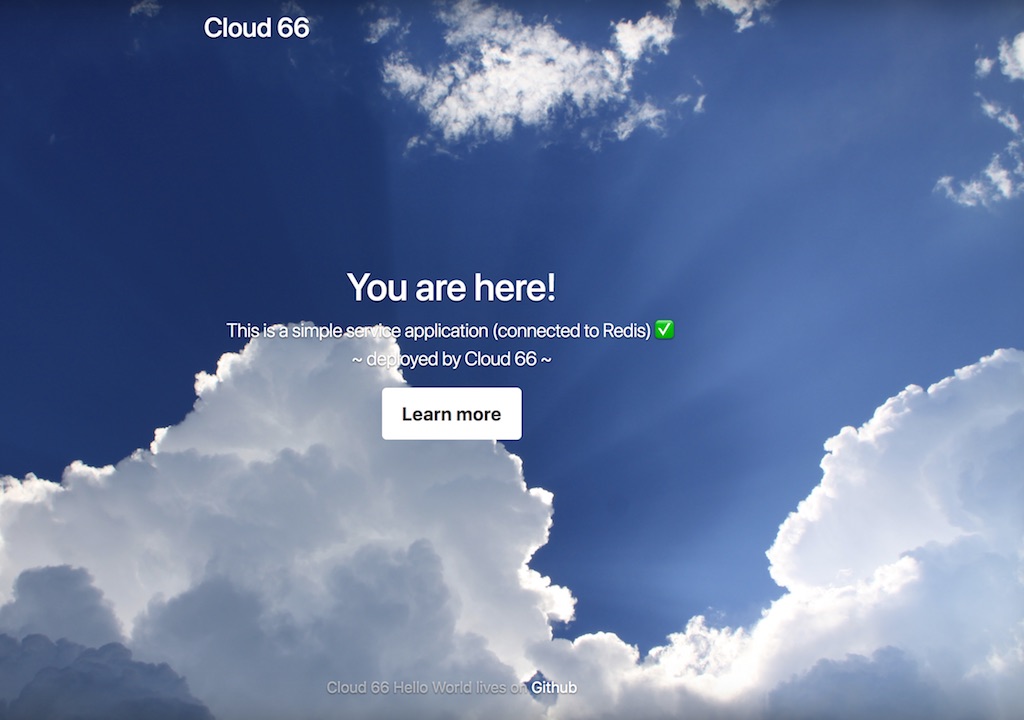 Cloud 66
You are here!
This is a simple service application (connected to Redis) ✅
~ deployed by Cloud 66 ~
Learn more
Cloud 66 Hello World lives on Github